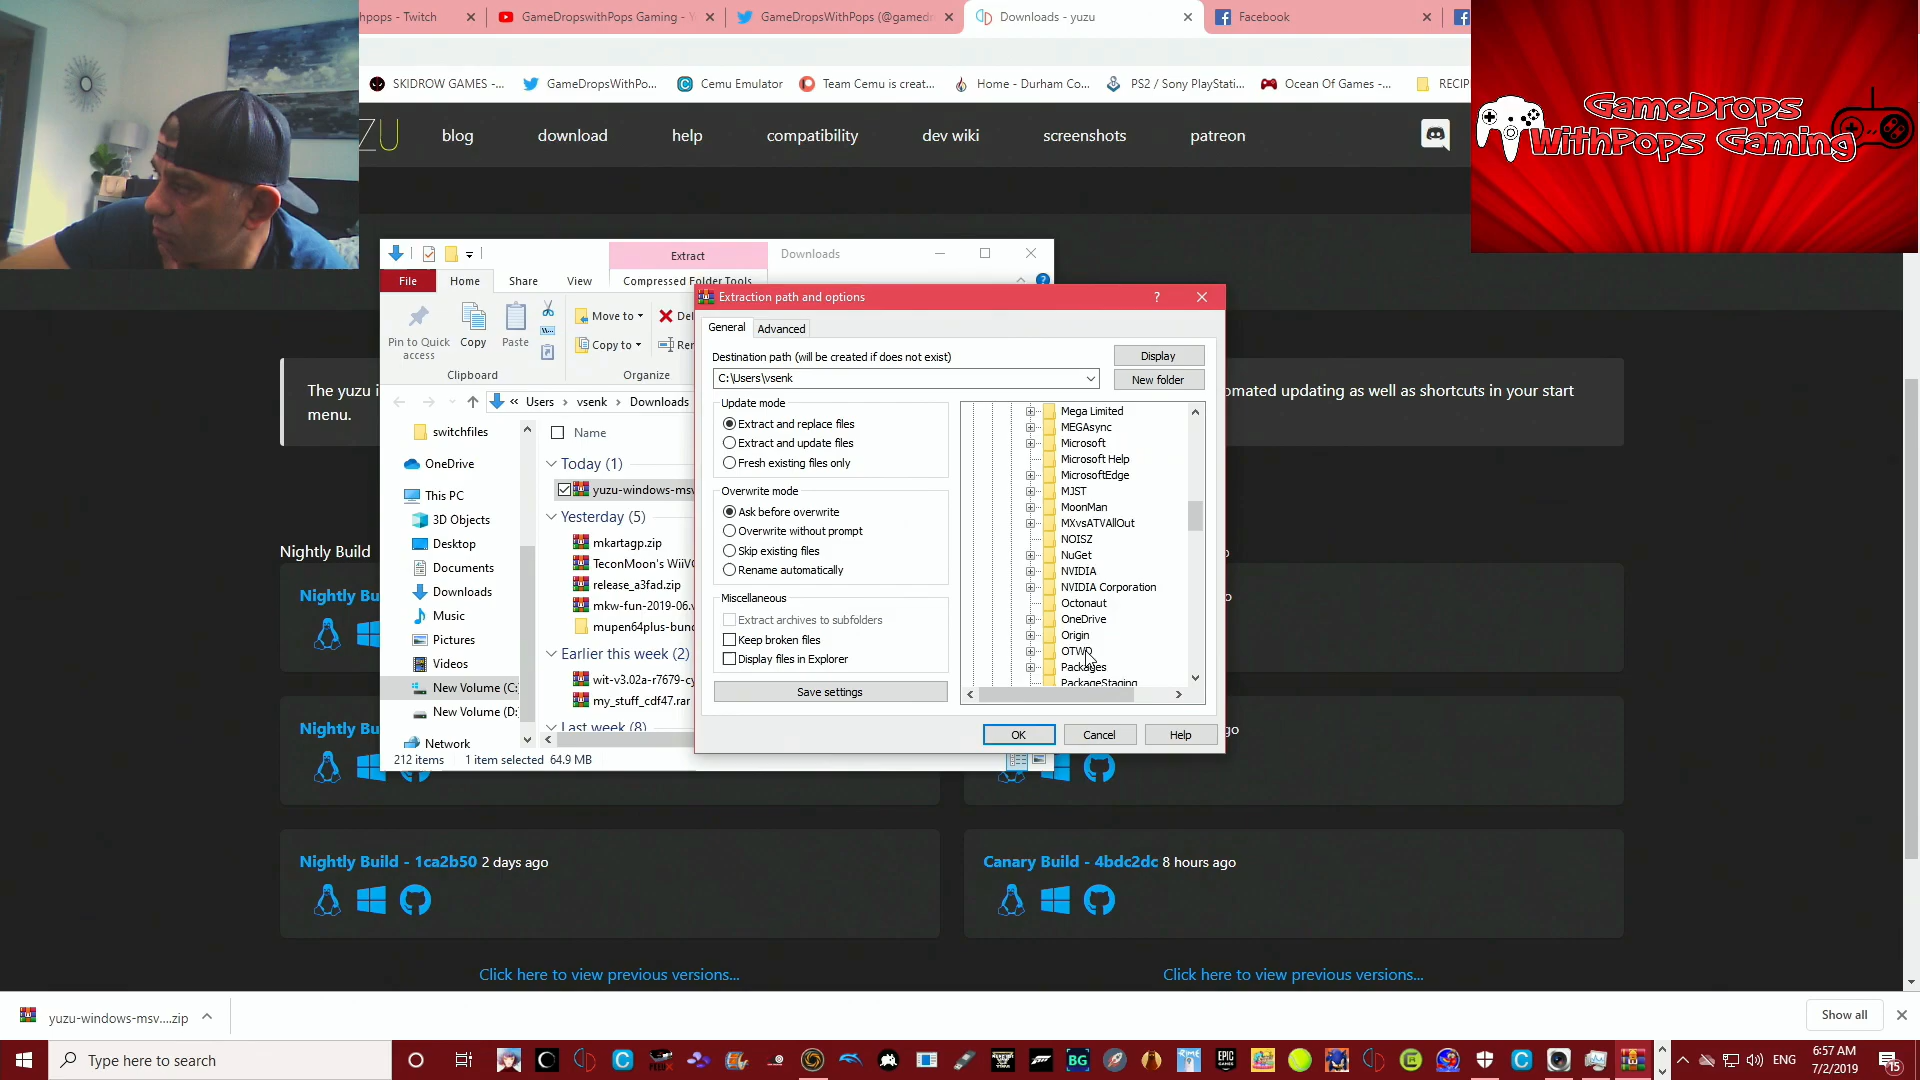 hpops - Twitch
GameDropswithPops Gaming - Y
GameDropsWithPops (@gamedr
Downloads - yuzu
Facebook
SKIDROW GAMES -...
GameDropsWithPo...
Cemu Emulator
Team Cemu is creat...
Home - Durham Co...
PS2 / Sony PlayStati...
Ocean Of Games -...
RECIP
GameDrops
WithPops Gaming
ZU
blog
download
help
compatibility
dev wiki
screenshots
patreon
Extract
Downloads
File
Home
Share
View
Compressed Folder Tools
Pin to Quick
access
Copy
Paste
Move to
Copy to
Del
Ren
Clipboard
Organize
« Users > vsenk > Downloads
switchfiles
OneDrive
This PC
3D Objects
Desktop
Documents
Downloads
Music
Pictures
Videos
New Volume (C:
New Volume (D:
Network
Name
Today (1)
yuzu-windows-msv
Yesterday (5)
mkartagp.zip
TeconMoon's WiiVC
release_a3fad.zip
mkw-fun-2019-06.v
mupen64plus-bund
Earlier this week (2)
wit-v3.02a-r7679-cy
my_stuff_cdf47.rar
Last week (8)
212 items
1 item selected 64.9 MB
Extraction path and options
?
General
Advanced
Destination path (will be created if does not exist)
C:\Users\vsenk
Display
New folder
Update mode
Extract and replace files
Extract and update files
Fresh existing files only
Overwrite mode
Ask before overwrite
Overwrite without prompt
Skip existing files
Rename automatically
Miscellaneous
Extract archives to subfolders
Keep broken files
Display files in Explorer
Save settings
Mega Limited
MEGAsync
Microsoft
Microsoft Help
MicrosoftEdge
MJST
MoonMan
MXvsATVAllOut
NOISZ
NuGet
NVIDIA
NVIDIA Corporation
Octonaut
OneDrive
Origin
OTWD
Packages
PackageStaging
OK
Cancel
Help
The yuzu i
omated updating as well as shortcuts in your start
menu.
Nightly Build
Nightly Bu
o
Nightly Bu
go
Nightly Build - 1ca2b50 2 days ago
Canary Build - 4bdc2dc 8 hours ago
Click here to view previous versions...
Click here to view previous versions...
yuzu-windows-msv....zip
Show all
Type here to search
ENG
6:57 AM
7/2/2019
15